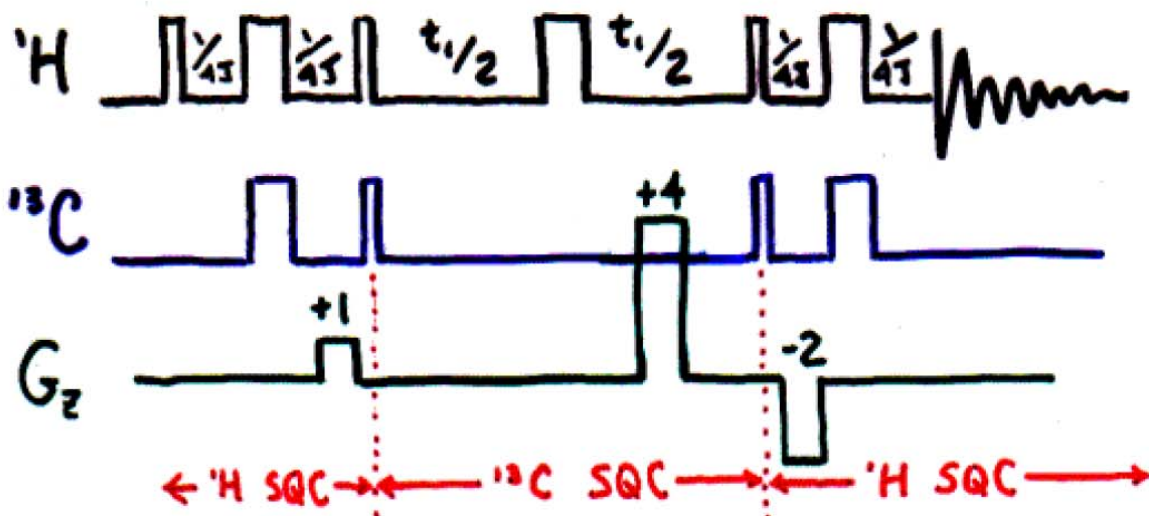 ¹H 1/4J 1/4J t₁/2 t₁/2 1/4J 1/4J
¹³C +4
+1 -2
Gz
¹H SQC ¹³C SQC ¹H SQC